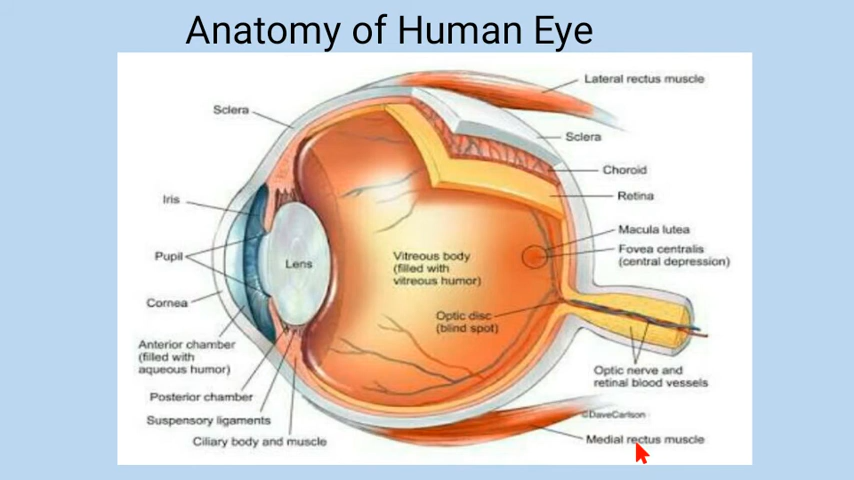 Anatomy of Human Eye
Lateral rectus muscle
Sclera
Sclera
Choroid
Retina
Iris
Macula lutea
Fovea centralis
(central depression)
Pupil
Lens
Vitreous body
(filled with
vitreous humor)
Cornea
Optic disc
(blind spot)
Anterior chamber
(filled with
aqueous humor)
Optic nerve and
retinal blood vessels
Posterior chamber
Suspensory ligaments
©DaveCarlson
Ciliary body and muscle
Medial rectus muscle